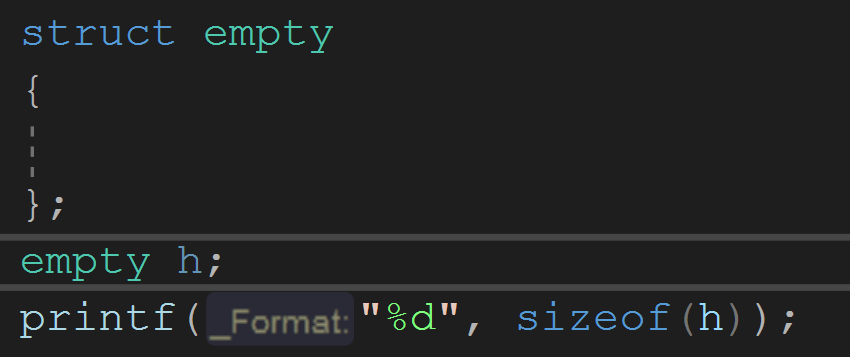 struct empty
{
};
empty h;
printf(_Format:"%d", sizeof(h));